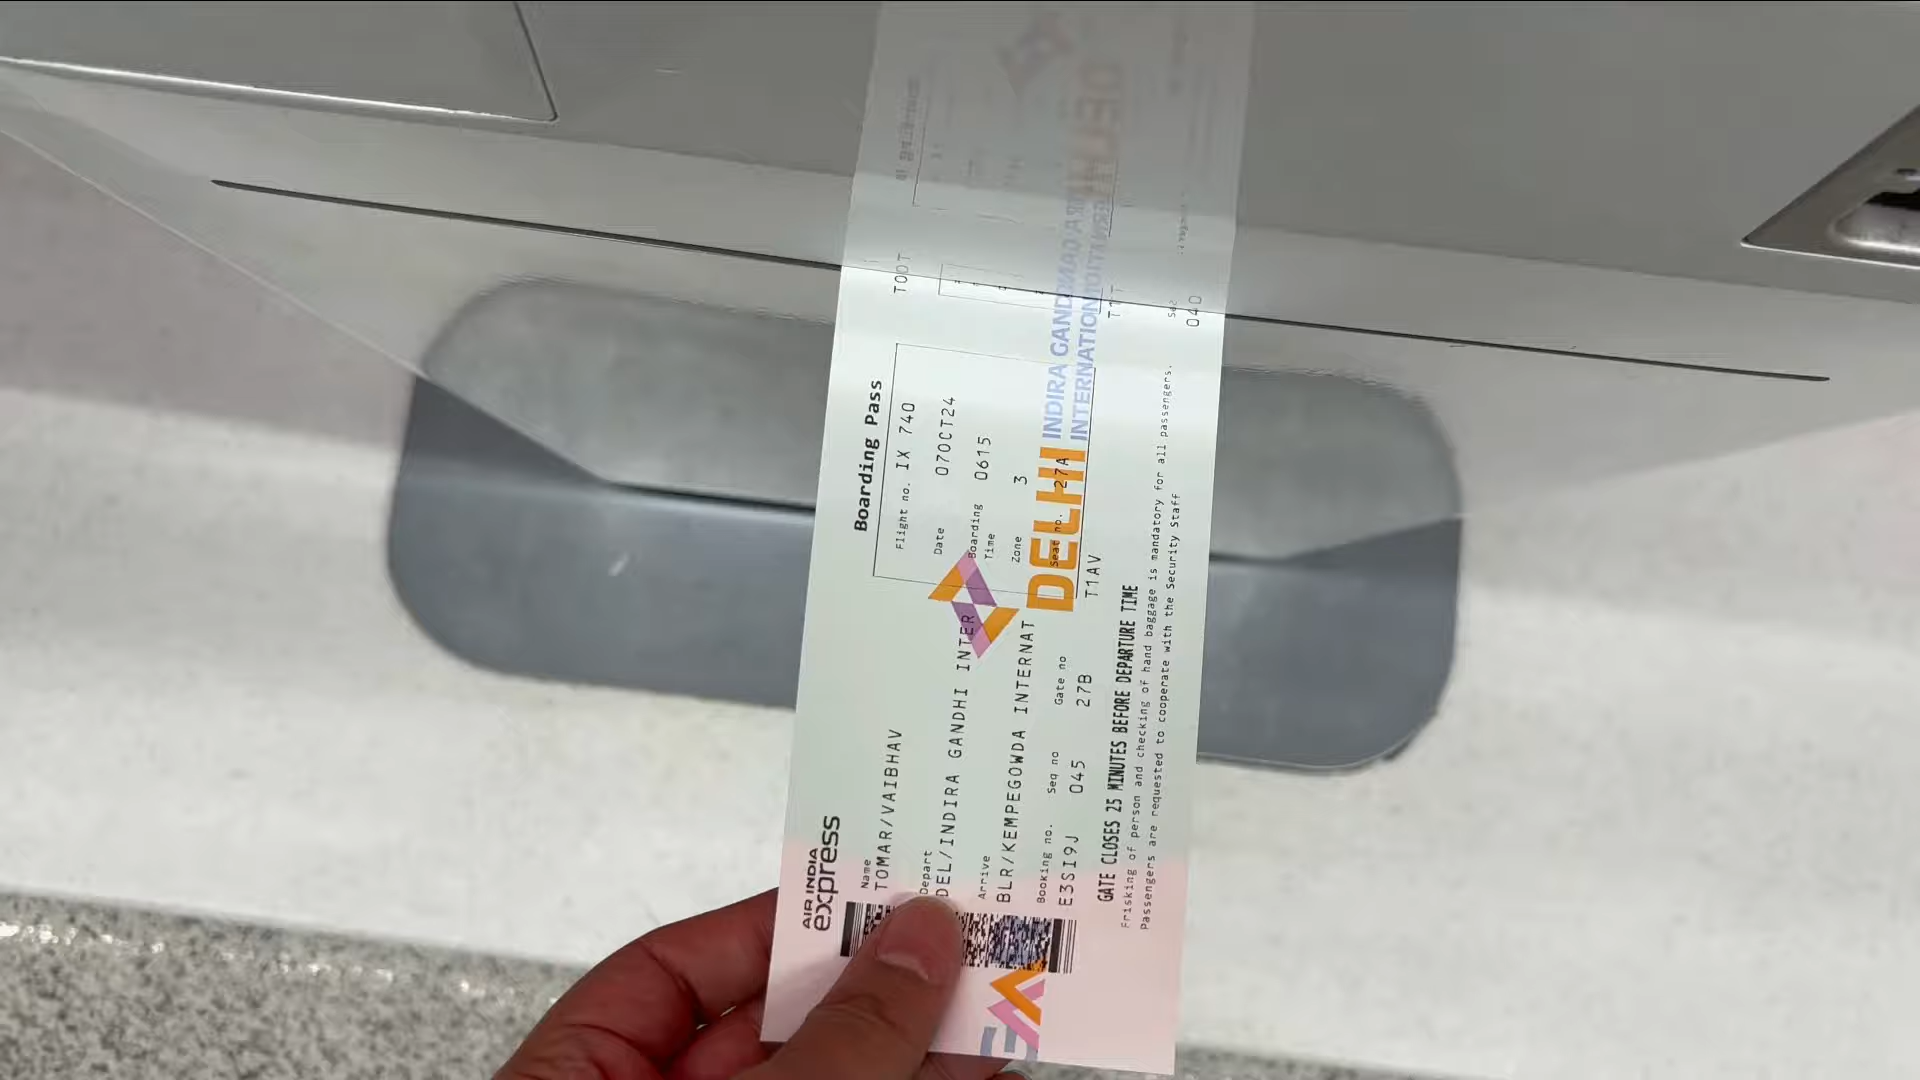 AIR INDIA
express
Boarding Pass
Name
TOMAR/VAIBHAV
Flight no. IX 740
Depart
DEL/INDIRA GANDHI INTER
Date 07OCT24
Arrive
BLR/KEMPEGOWDA INTERNAT
Boarding
Time 0615
Zone 3
Booking no. Seq no Gate no Seat no. 27A
E3SI9J 045 27B
T1AV
GATE CLOSES 25 MINUTES BEFORE DEPARTURE TIME
Frisking of person and checking of hand baggage is mandatory for all passengers.
Passengers are requested to cooperate with the Security Staff
DELHI INDIRA GANDHI
INTERNATIONAL